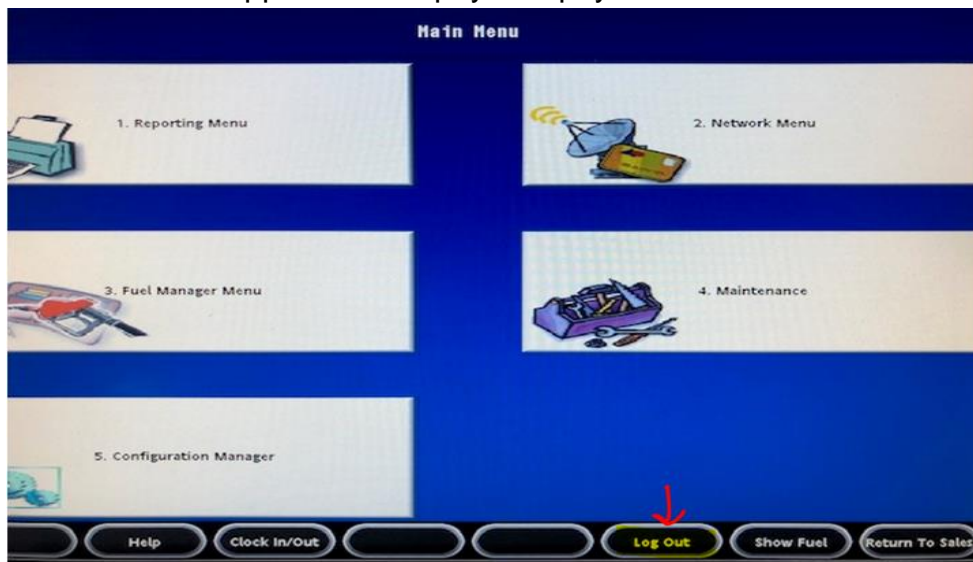 Main Menu
1. Reporting Menu
2. Network Menu
3. Fuel Manager Menu
4. Maintenance
5. Configuration Manager
Help
Clock In/Out
Log Out
Show Fuel
Return To Sales